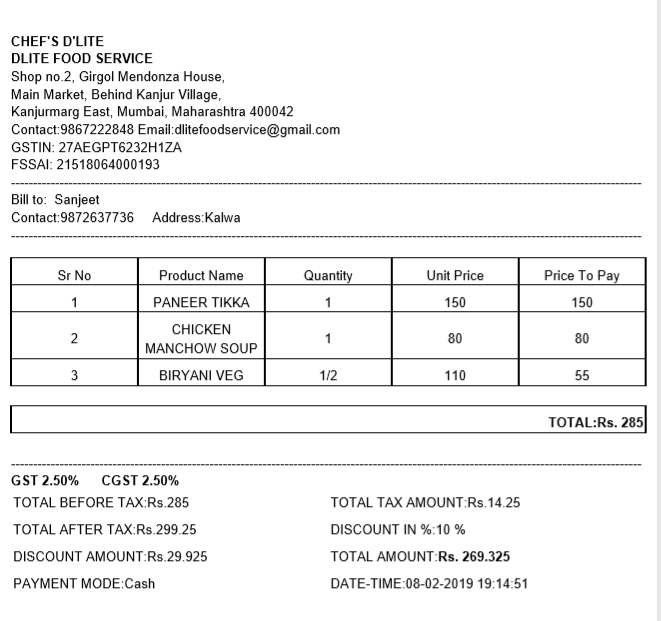 CHEF'S D'LITE
DLITE FOOD SERVICE
Shop no.2, Girgol Mendonza House,
Main Market, Behind Kanjur Village,
Kanjurmarg East, Mumbai, Maharashtra 400042
Contact:9867222848 Email:dlitefoodservice@gmail.com
GSTIN: 27AEGPT6232H1ZA
FSSAI: 21518064000193
Bill to: Sanjeet
Contact:9872637736 Address:Kalwa
Sr No Product Name Quantity Unit Price Price To Pay
1 PANEER TIKKA 1 150 150
2 CHICKEN MANCHOW SOUP 1 80 80
3 BIRYANI VEG 1/2 110 55
TOTAL:Rs. 285
GST 2.50% CGST 2.50%
TOTAL BEFORE TAX:Rs.285 TOTAL TAX AMOUNT:Rs.14.25
TOTAL AFTER TAX:Rs.299.25 DISCOUNT IN %:10 %
DISCOUNT AMOUNT:Rs.29.925 TOTAL AMOUNT:Rs. 269.325
PAYMENT MODE:Cash DATE-TIME:08-02-2019 19:14:51